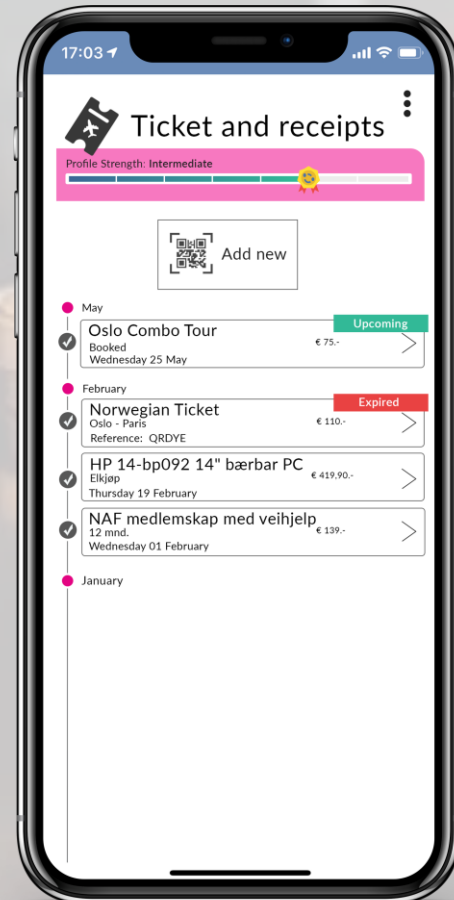 17:03
Ticket and receipts
Profile Strength: Intermediate
Add new
May
Upcoming
Oslo Combo Tour
€ 75.-
Booked
Wednesday 25 May
February
Expired
Norwegian Ticket
€ 110.-
Oslo - Paris
Reference: QRDYE
HP 14-bp092 14" bærbar PC
€ 419,90.-
Elkjøp
Thursday 19 February
NAF medlemskap med veihjelp
€ 139.-
12 mnd.
Wednesday 01 February
January